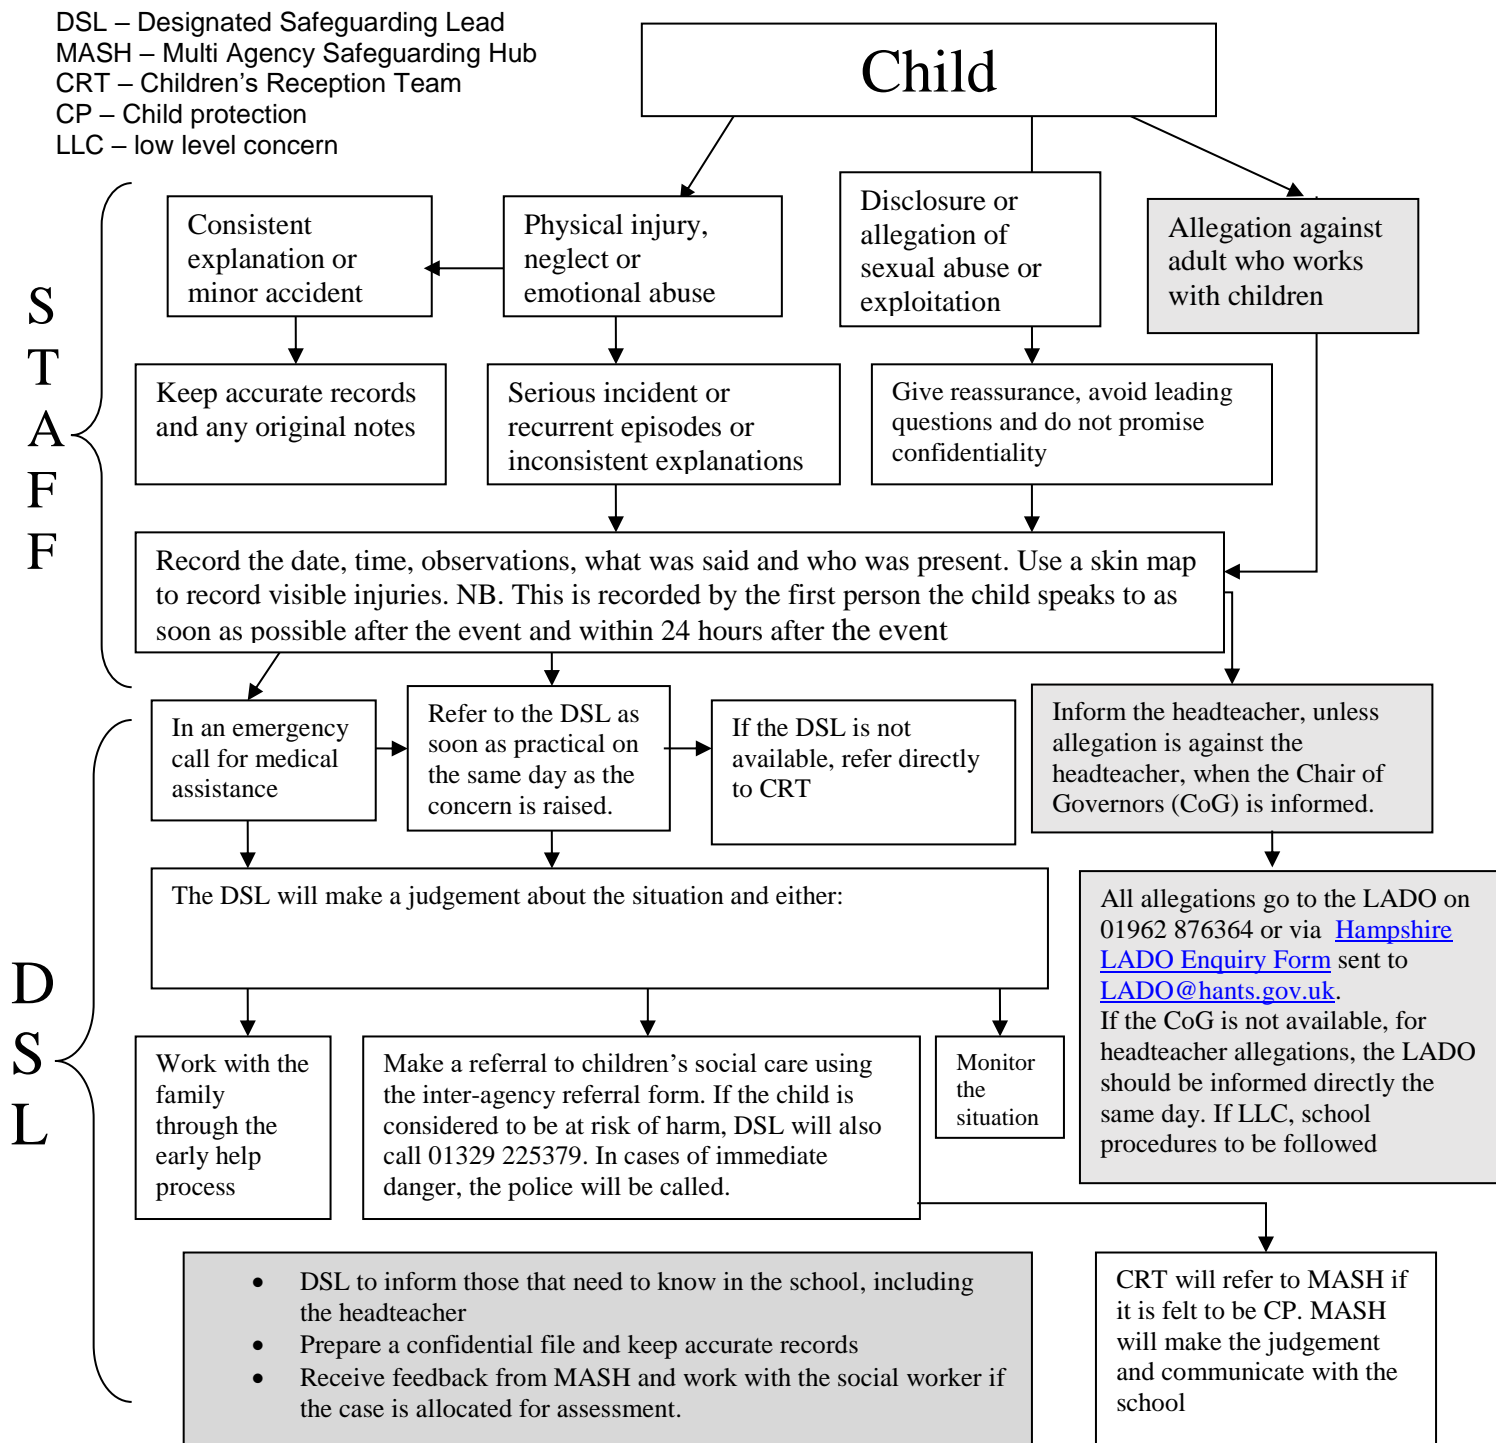 DSL – Designated Safeguarding Lead
MASH – Multi Agency Safeguarding Hub
CRT – Children's Reception Team
CP – Child protection
LLC – low level concern
Child
S
T
A
F
F
Consistent
explanation or
minor accident
Physical injury,
neglect or
emotional abuse
Disclosure or
allegation of
sexual abuse or
exploitation
Allegation against
adult who works
with children
Keep accurate records
and any original notes
Serious incident or
recurrent episodes or
inconsistent explanations
Give reassurance, avoid leading
questions and do not promise
confidentiality
Record the date, time, observations, what was said and who was present. Use a skin map
to record visible injuries. NB. This is recorded by the first person the child speaks to as
soon as possible after the event and within 24 hours after the event
D
S
L
In an emergency
call for medical
assistance
Refer to the DSL as
soon as practical on
the same day as the
concern is raised.
If the DSL is not
available, refer directly
to CRT
Inform the headteacher, unless
allegation is against the
headteacher, when the Chair of
Governors (CoG) is informed.
The DSL will make a judgement about the situation and either:
All allegations go to the LADO on
01962 876364 or via Hampshire
LADO Enquiry Form sent to
LADO@hants.gov.uk.
If the CoG is not available, for
headteacher allegations, the LADO
should be informed directly the
same day. If LLC, school
procedures to be followed
Work with the
family
through the
early help
process
Make a referral to children's social care using
the inter-agency referral form. If the child is
considered to be at risk of harm, DSL will also
call 01329 225379. In cases of immediate
danger, the police will be called.
Monitor
the
situation
• DSL to inform those that need to know in the school, including
the headteacher
• Prepare a confidential file and keep accurate records
• Receive feedback from MASH and work with the social worker if
the case is allocated for assessment.
CRT will refer to MASH if
it is felt to be CP. MASH
will make the judgement
and communicate with the
school